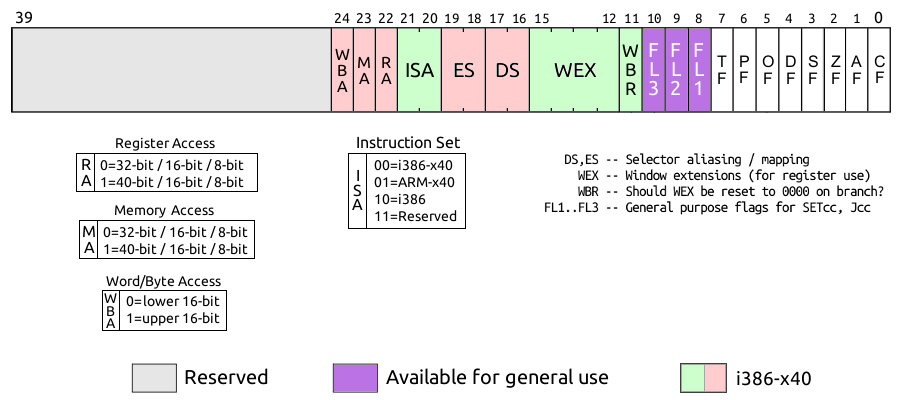 39 24 23 22 21 20 19 18 17 16 15 12 11 10 9 8 7 6 5 4 3 2 1 0
WBA MA RA ISA ES DS WEX WBR FL3 FL2 FL1 TF PF OF DF SF ZF AF CF
Register Access
RA 0=32-bit / 16-bit / 8-bit
1=40-bit / 16-bit / 8-bit
Memory Access
MA 0=32-bit / 16-bit / 8-bit
1=40-bit / 16-bit / 8-bit
Word/Byte Access
WBA 0=lower 16-bit
1=upper 16-bit
Instruction Set
ISA 00=i386-x40
01=ARM-x40
10=i386
11=Reserved
DS,ES -- Selector aliasing / mapping
WEX -- Window extensions (for register use)
WBR -- Should WEX be reset to 0000 on branch?
FL1..FL3 -- General purpose flags for SETcc, Jcc
Reserved
Available for general use
i386-x40